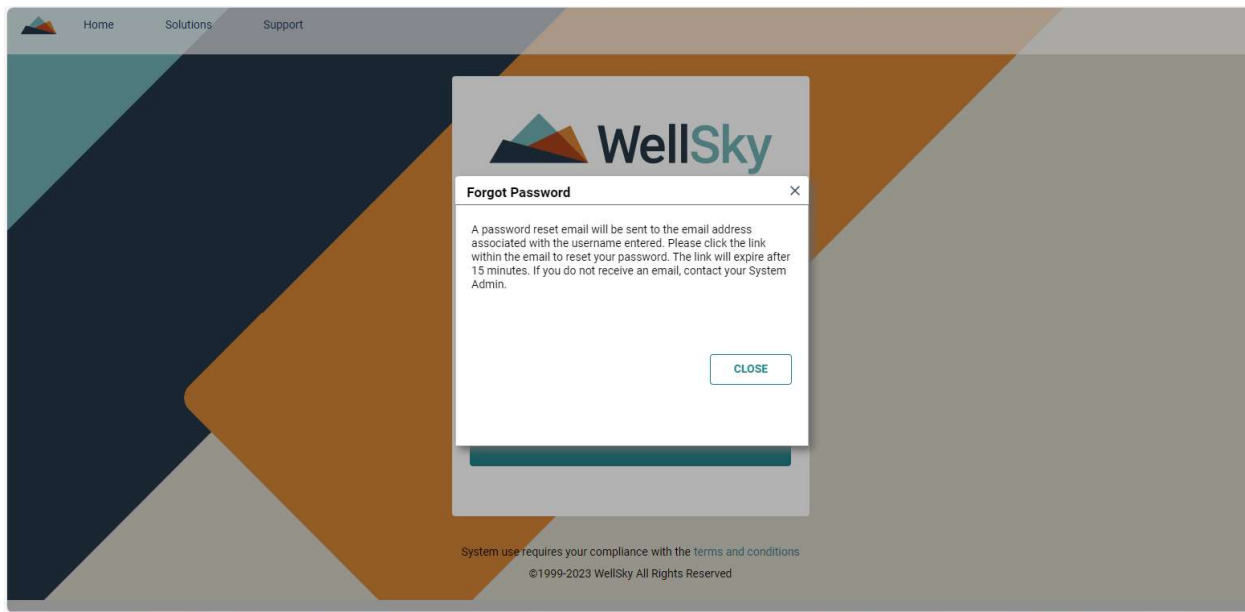 Home Solutions Support
WellSky
Forgot Password
A password reset email will be sent to the email address
associated with the username entered. Please click the link
within the email to reset your password. The link will expire after
15 minutes. If you do not receive an email, contact your System
Admin.
CLOSE
System use requires your compliance with the terms and conditions
©1999-2023 WellSky All Rights Reserved